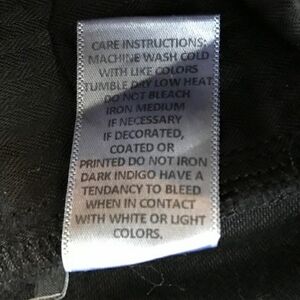 CARE INSTRUCTIONS:
MACHINE WASH COLD
WITH LIKE COLORS
TUMBLE DRY LOW HEAT
DO NOT BLEACH
IRON MEDIUM
IF NECESSARY
IF DECORATED,
COATED OR
PRINTED DO NOT IRON
DARK INDIGO HAVE A
TENDANCY TO BLEED
WHEN IN CONTACT
WITH WHITE OR LIGHT
COLORS.